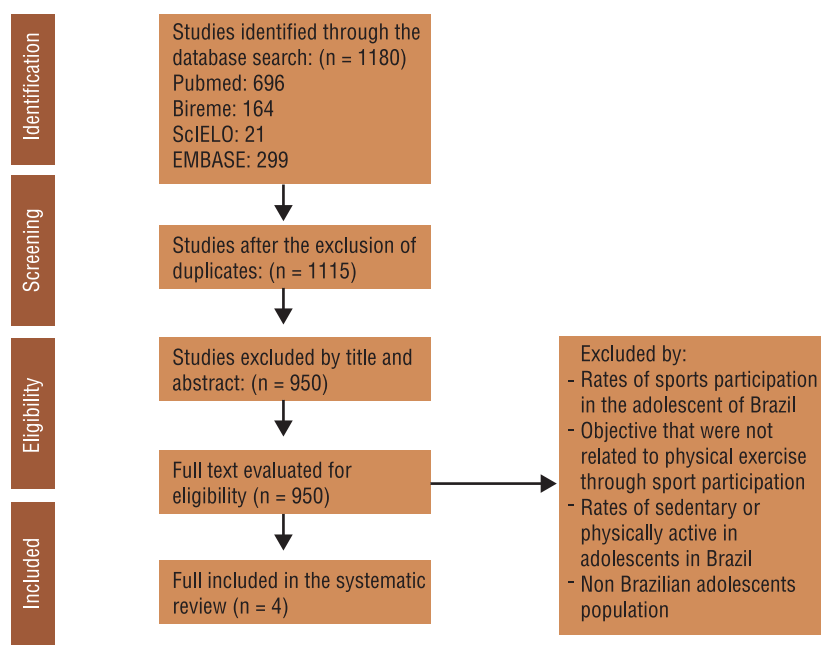 Identification
Studies identified through the
database search: (n = 1180)
Pubmed: 696
Bireme: 164
ScIELO: 21
EMBASE: 299
Screening
Studies after the exclusion of
duplicates: (n = 1115)
Eligibility
Studies excluded by title and
abstract: (n = 950)
Full text evaluated for
eligibility (n = 950)
Excluded by:
- Rates of sports participation
in the adolescent of Brazil
- Objective that were not
related to physical exercise
through sport participation
- Rates of sedentary or
physically active in
adolescents in Brazil
- Non Brazilian adolescents
population
Included
Full included in the systematic
review (n = 4)